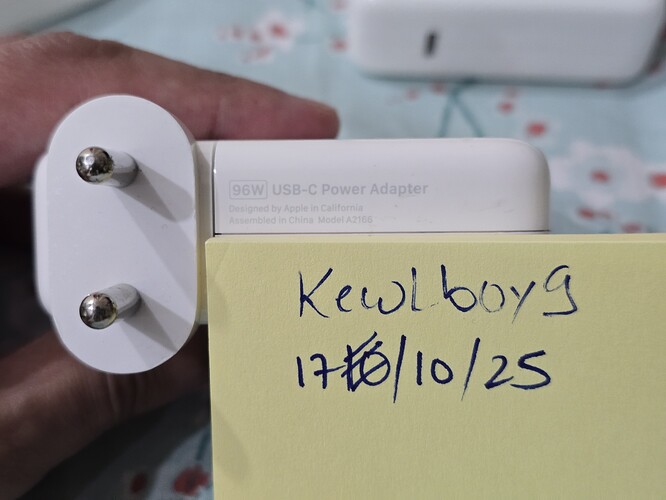 96W USB-C Power Adapter
Designed by Apple in California
Assembled in China Model A2166
Kewlboy9
17/10/25